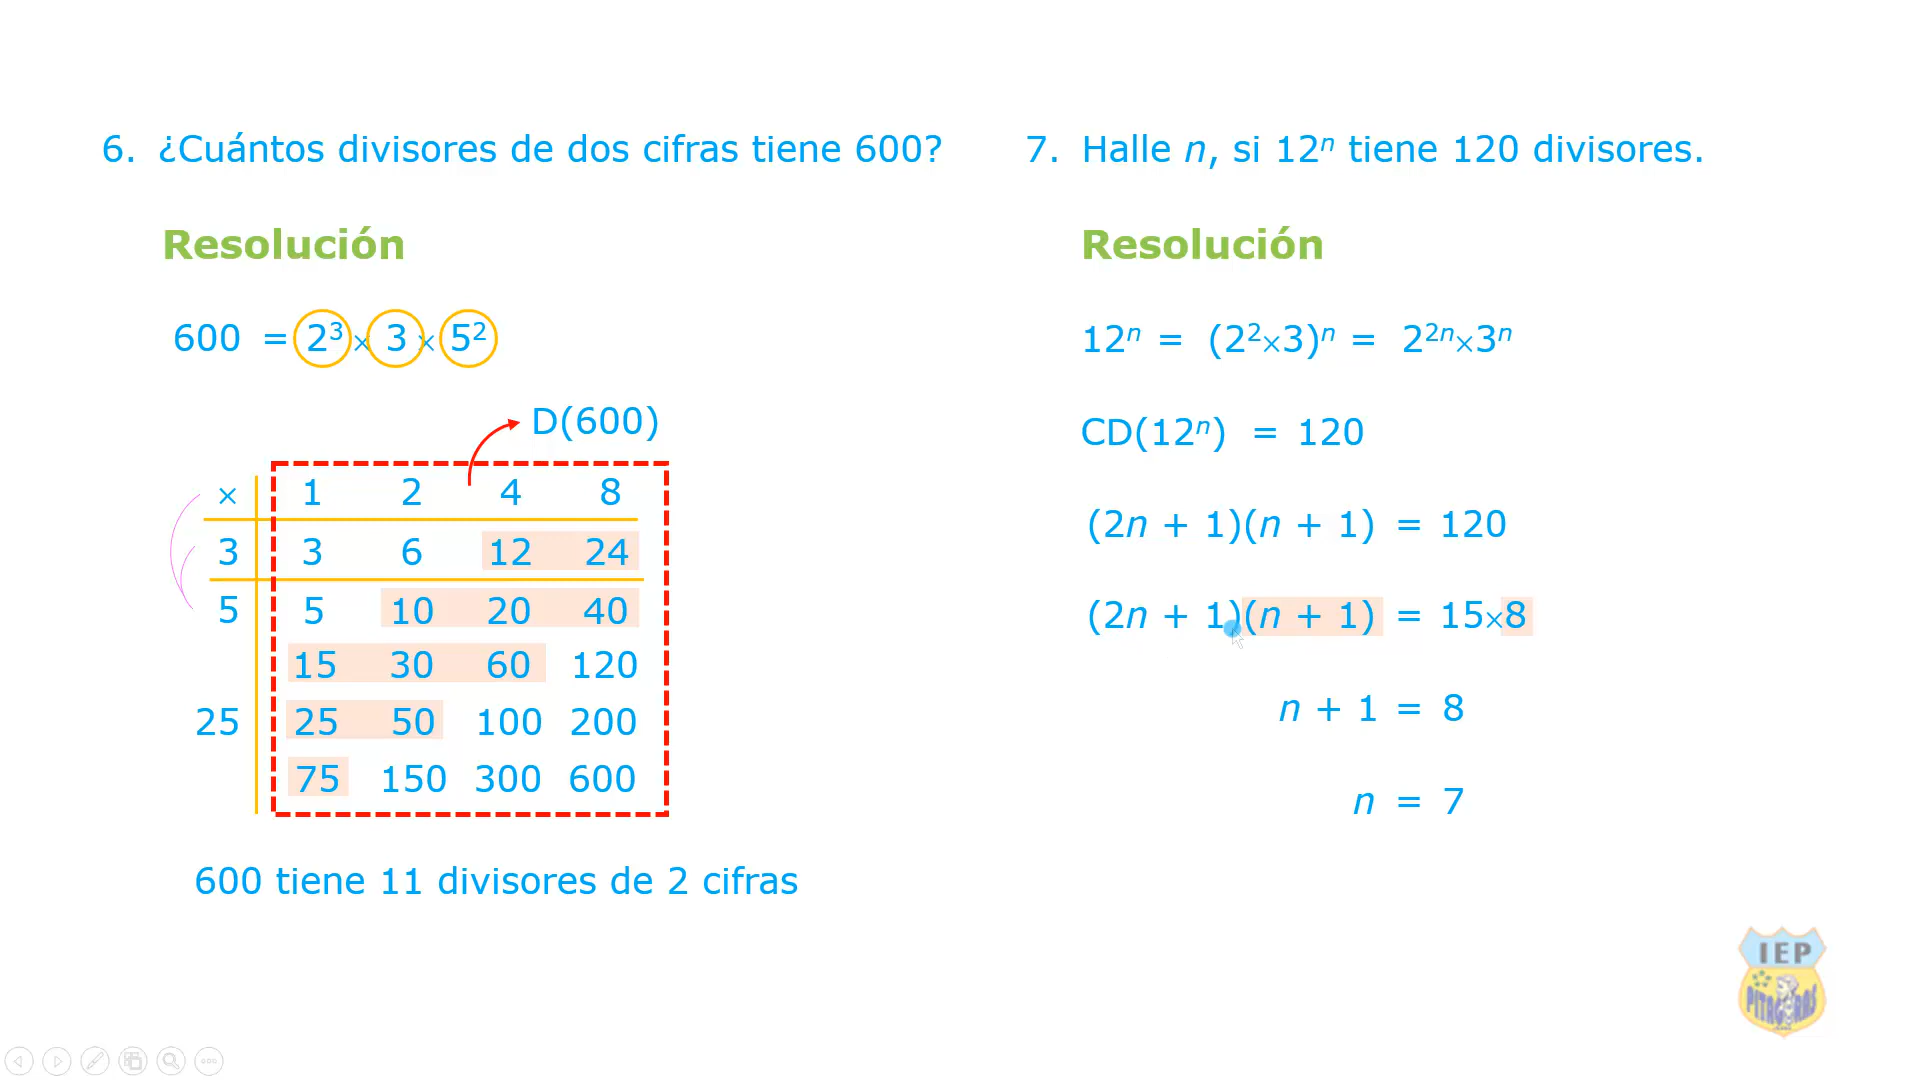 6. ¿Cuántos divisores de dos cifras tiene 600?
Resolución
600 = 2³ × 3 × 5²
D(600)
× 1 2 4 8
3 3 6 12 24
5 5 10 20 40
15 30 60 120
25 25 50 100 200
75 150 300 600
600 tiene 11 divisores de 2 cifras
7. Halle n, si 12ⁿ tiene 120 divisores.
Resolución
12ⁿ = (2²×3)ⁿ = 2²ⁿ×3ⁿ
CD(12ⁿ) = 120
(2n + 1)(n + 1) = 120
(2n + 1)(n + 1) = 15×8
n + 1 = 8
n = 7
IEP
PITAGORAS